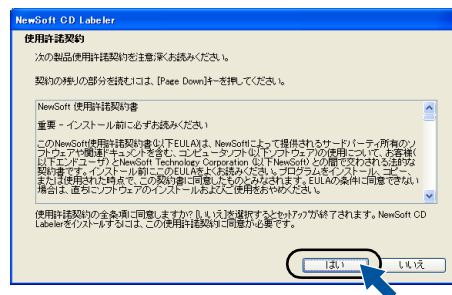 NewSoft CD Labeler
使用許諾契約
次の製品使用許諾契約を注意深くお読みください。
契約の残りの部分を読むには、[Page Down]キーを押してください。
NewSoft 使用許諾契約書
重要 - インストール前に必ずお読みください
このNewSoft使用許諾契約書(以下EULA)は、NewSoftによって提供されるサードパーティ所有のソ
フトウェアや関連ドキュメントを含む、コンピュータソフト(以下ソフトウェア)の使用について、お客様(
以下エンドユーザ)とNewSoft Technology Corporation (以下NewSoft)との間で交わされる法的な
契約書です。インストール前にこのEULAをよくお読みください。プログラムをインストール、コピー、
または使用された時点で、この契約書に同意したものとみなされます。EULAの条件に同意できない
場合は、直ちにソフトウェアのインストールおよびご使用をおやめください。
使用許諾契約の全条項に同意しますか? [いいえ]を選択するとセットアップが終了されます。NewSoft CD
Labelerをインストールするには、この使用許諾契約に同意が必要です。
はい
いいえ